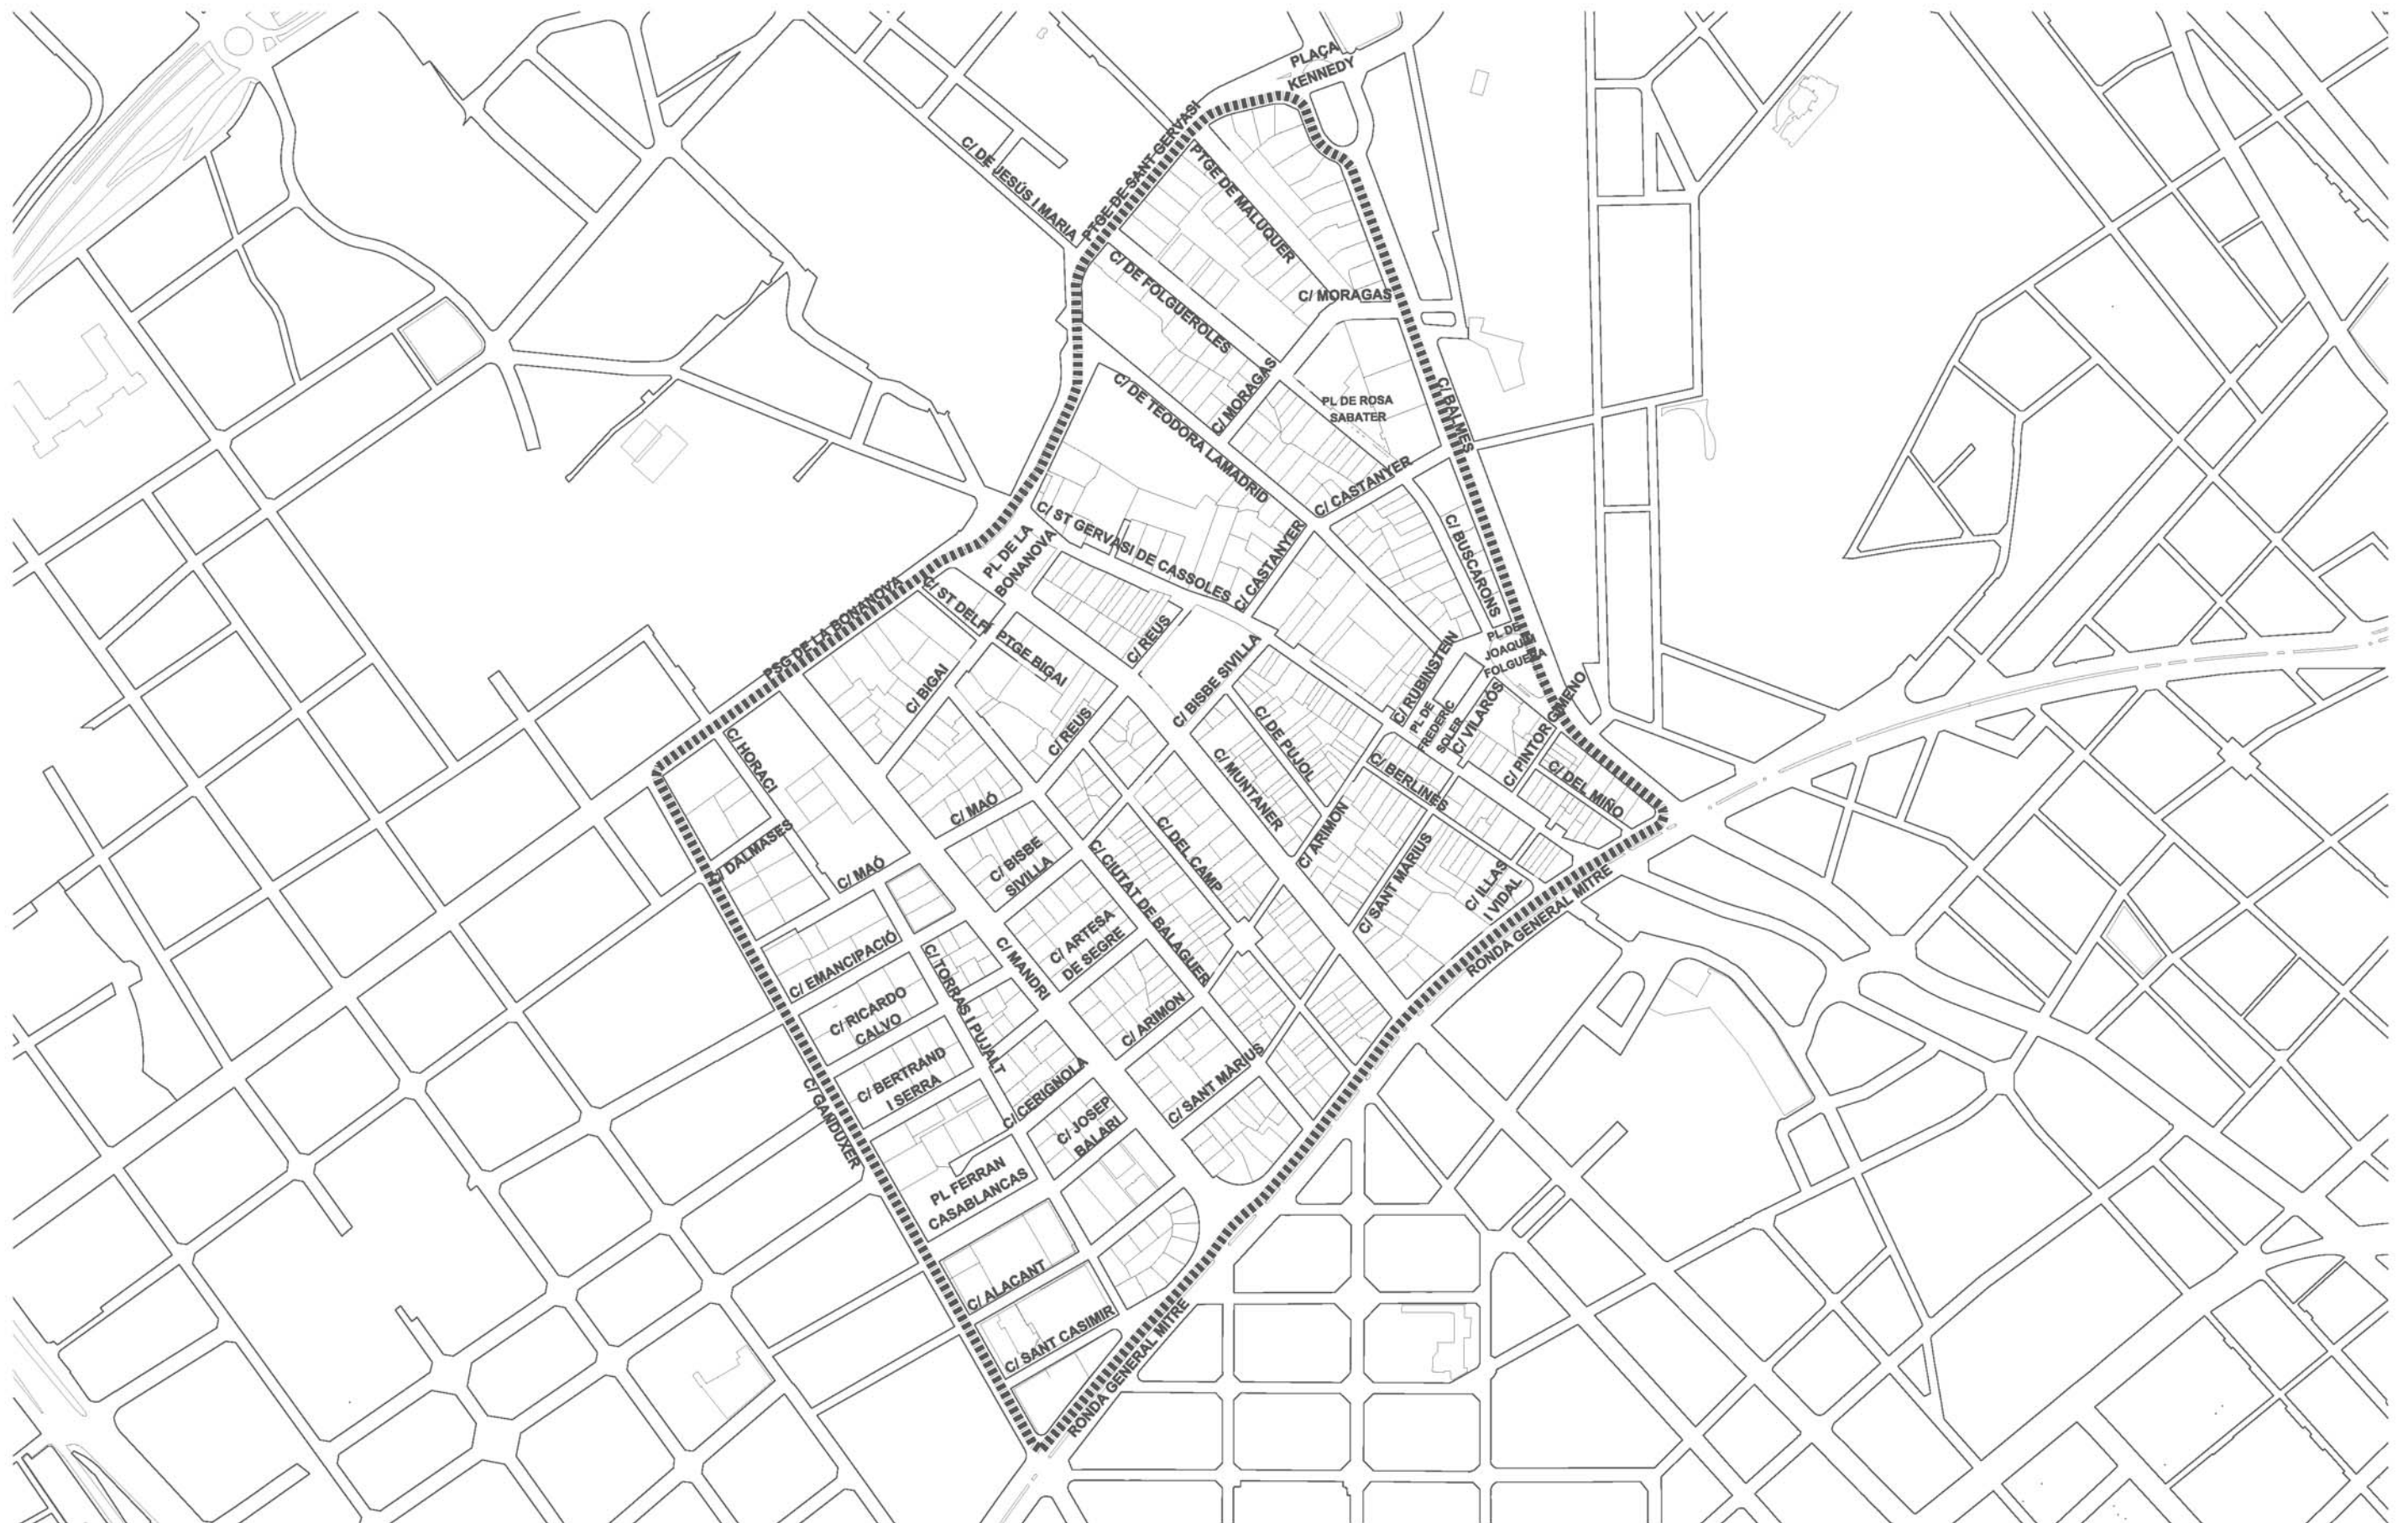 PLAÇA
KENNEDY
PTGE DE SANT GERVASI
C/ DE JESÚS I MARIA
PTGE DE MALUQUER
C/ DE FOLGUEROLES
C/ MORAGAS
C/ MORAGAS
C/ DE TEODORA LAMADRID
PL DE ROSA
SABATER
C/ BALMES
C/ CASTANYER
C/ ST GERVASI DE CASSOLES
C/ CASTANYER
C/ BUSCARONS
PL DE LA
BONANOVA
PSG DE LA BONANOVA
C/ ST DELFÍ
PTGE BIGAI
C/ REUS
C/ BIGAI
C/ REUS
C/ BISBE SIVILLA
C/ RUBINSTEIN
PL DE
JOAQUIM
FOLGUERA
PL DE
FREDERIC
SOLER
C/ VILARÓS
C/ PINTOR GIMENO
C/ DE PUJOL
C/ MUNTANER
C/ BERLINES
C/ DEL MIÑO
C/ HORACI
C/ DALMASES
C/ MAÓ
C/ MAÓ
C/ BISBE
SIVILLA
C/ CIUTAT DE BALAGUER
C/ DEL CAMP
C/ ARIMON
C/ SANT MARIUS
C/ ILLAS
I VIDAL
RONDA GENERAL MITRE
C/ EMANCIPACIÓ
C/ TORRAS I PUJALT
C/ MANDRI
C/ ARTESA
DE SEGRE
C/ RICARDO
CALVO
C/ ARIMON
C/ BERTRAND
I SERRA
C/ CERIGNOLA
C/ SANT MÀRIUS
C/ GANDUXER
C/ JOSEP
BALARI
PL FERRAN
CASABLANCAS
C/ ALACANT
C/ SANT CASIMIR
RONDA GENERAL MITRE